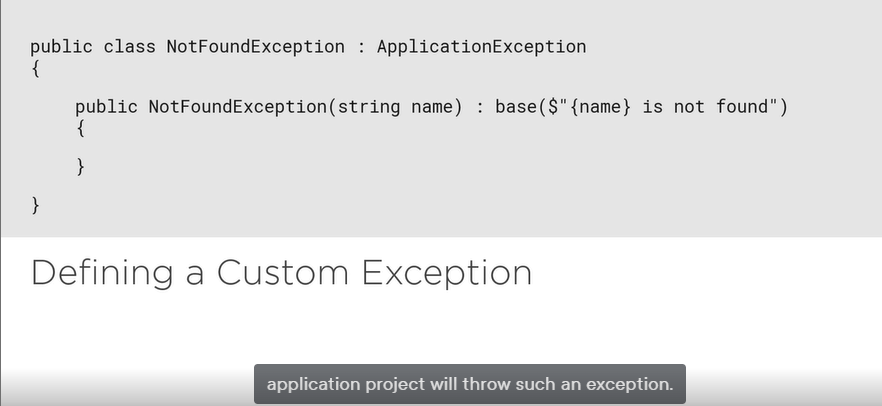 public class NotFoundException : ApplicationException
{
public NotFoundException(string name) : base($"{name} is not found")
{
}
}
Defining a Custom Exception
application project will throw such an exception.